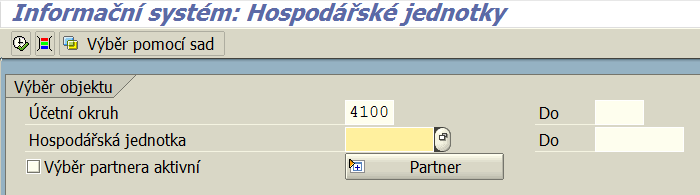 Informační systém: Hospodářské jednotky
Výběr pomocí sad
Výběr objektu
Účetní okruh 4100 Do
Hospodářská jednotka Do
Výběr partnera aktivní Partner